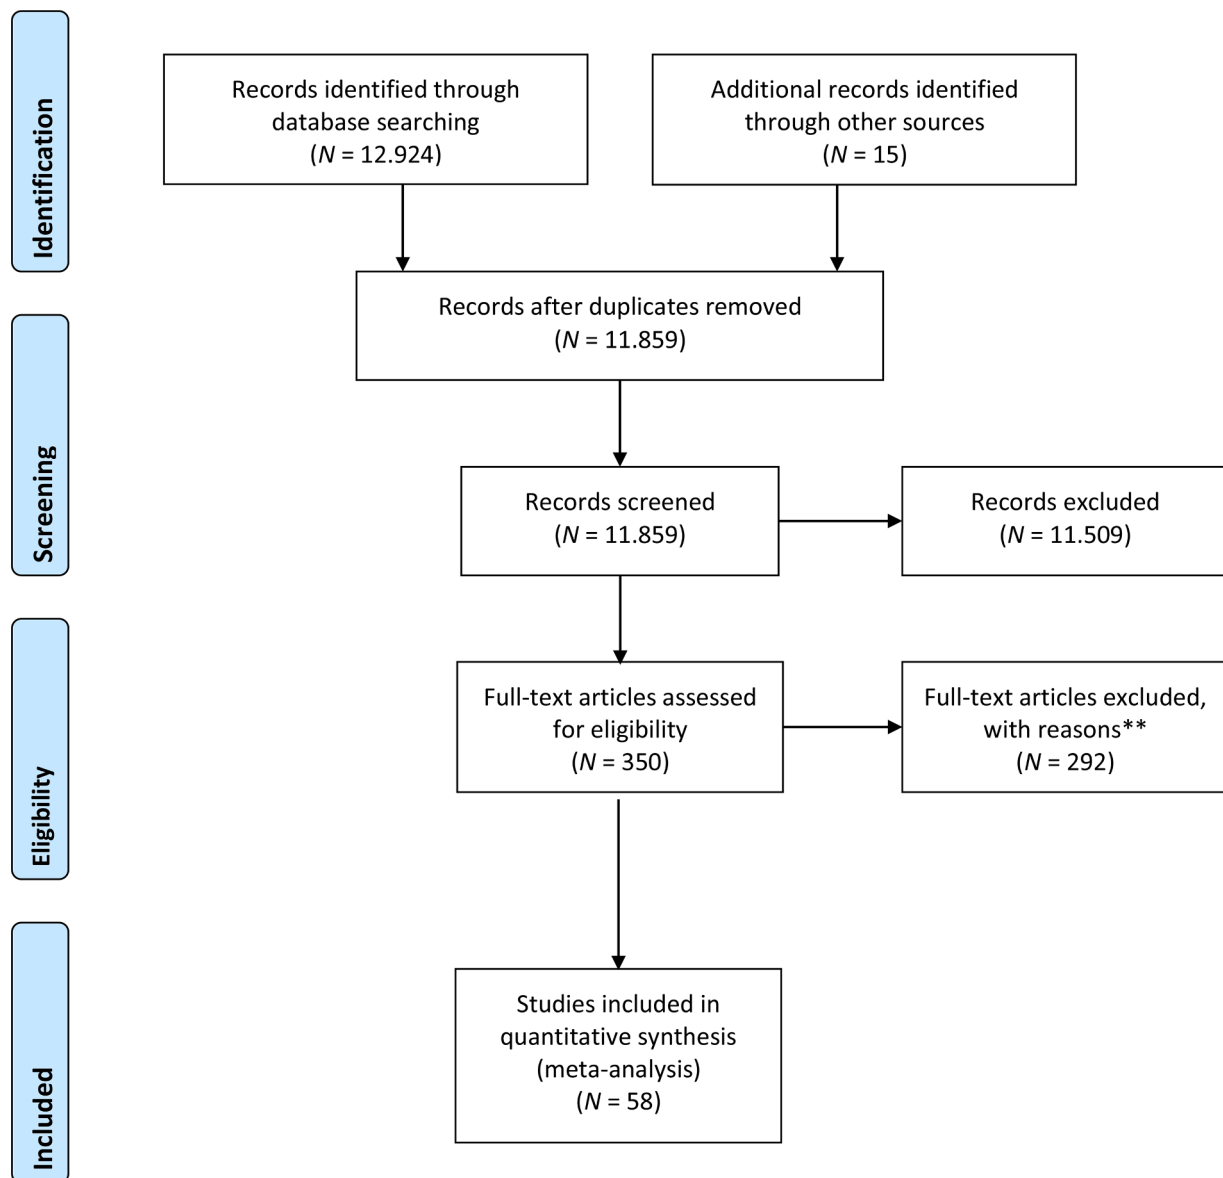 Identification
Records identified through
database searching
(N = 12.924)
Additional records identified
through other sources
(N = 15)
Records after duplicates removed
(N = 11.859)
Screening
Records screened
(N = 11.859)
Records excluded
(N = 11.509)
Eligibility
Full-text articles assessed
for eligibility
(N = 350)
Full-text articles excluded,
with reasons**
(N = 292)
Included
Studies included in
quantitative synthesis
(meta-analysis)
(N = 58)